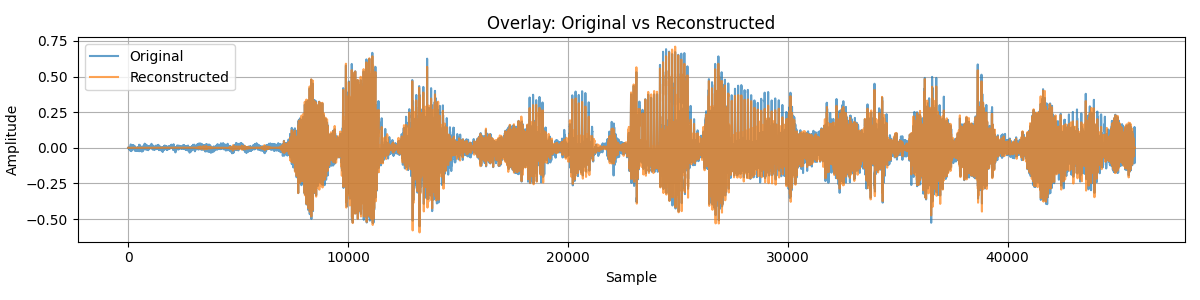 Overlay: Original vs Reconstructed
Original
Reconstructed
Amplitude
0.75
0.50
0.25
0.00
−0.25
−0.50
0 10000 20000 30000 40000
Sample